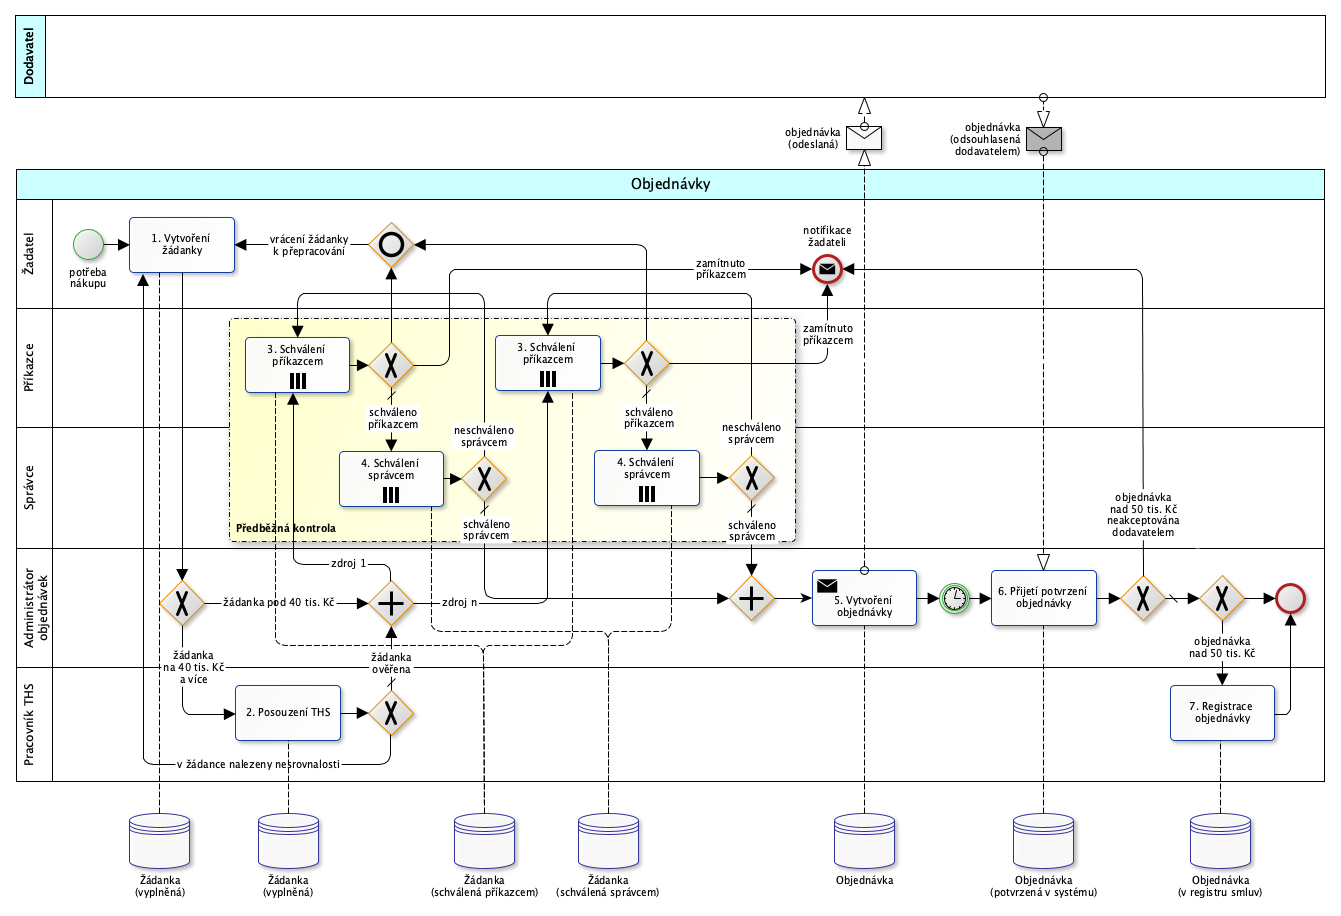 Dodavatel
objednávka
(odeslaná)
objednávka
(odsouhlasená
dodavatelem)
Objednávky
Žadatel
potřeba
nákupu
1. Vytvoření
žádanky
vrácení žádanky
k přepracování
zamítnuto
příkazcem
notifikace
žadateli
zamítnuto
příkazcem
Příkazce
3. Schválení
příkazcem
schváleno
příkazcem
3. Schválení
příkazcem
schváleno
příkazcem
Správce
neschváleno
správcem
4. Schválení
správcem
schváleno
správcem
neschváleno
správcem
4. Schválení
správcem
schváleno
správcem
Předběžná kontrola
objednávka
nad 50 tis. Kč
neakceptována
dodavatelem
Administrátor
objednávek
zdroj 1
žádanka pod 40 tis. Kč
zdroj n
5. Vytvoření
objednávky
6. Přijetí potvrzení
objednávky
žádanka
na 40 tis. Kč
a více
žádanka
ověřena
objednávka
nad 50 tis. Kč
Pracovník THS
2. Posouzení THS
7. Registrace
objednávky
v žádance nalezeny nesrovnalosti
Žádanka
(vyplněná)
Žádanka
(vyplněná)
Žádanka
(schválená příkazcem)
Žádanka
(schválená správcem)
Objednávka
Objednávka
(potvrzená v systému)
Objednávka
(v registru smluv)